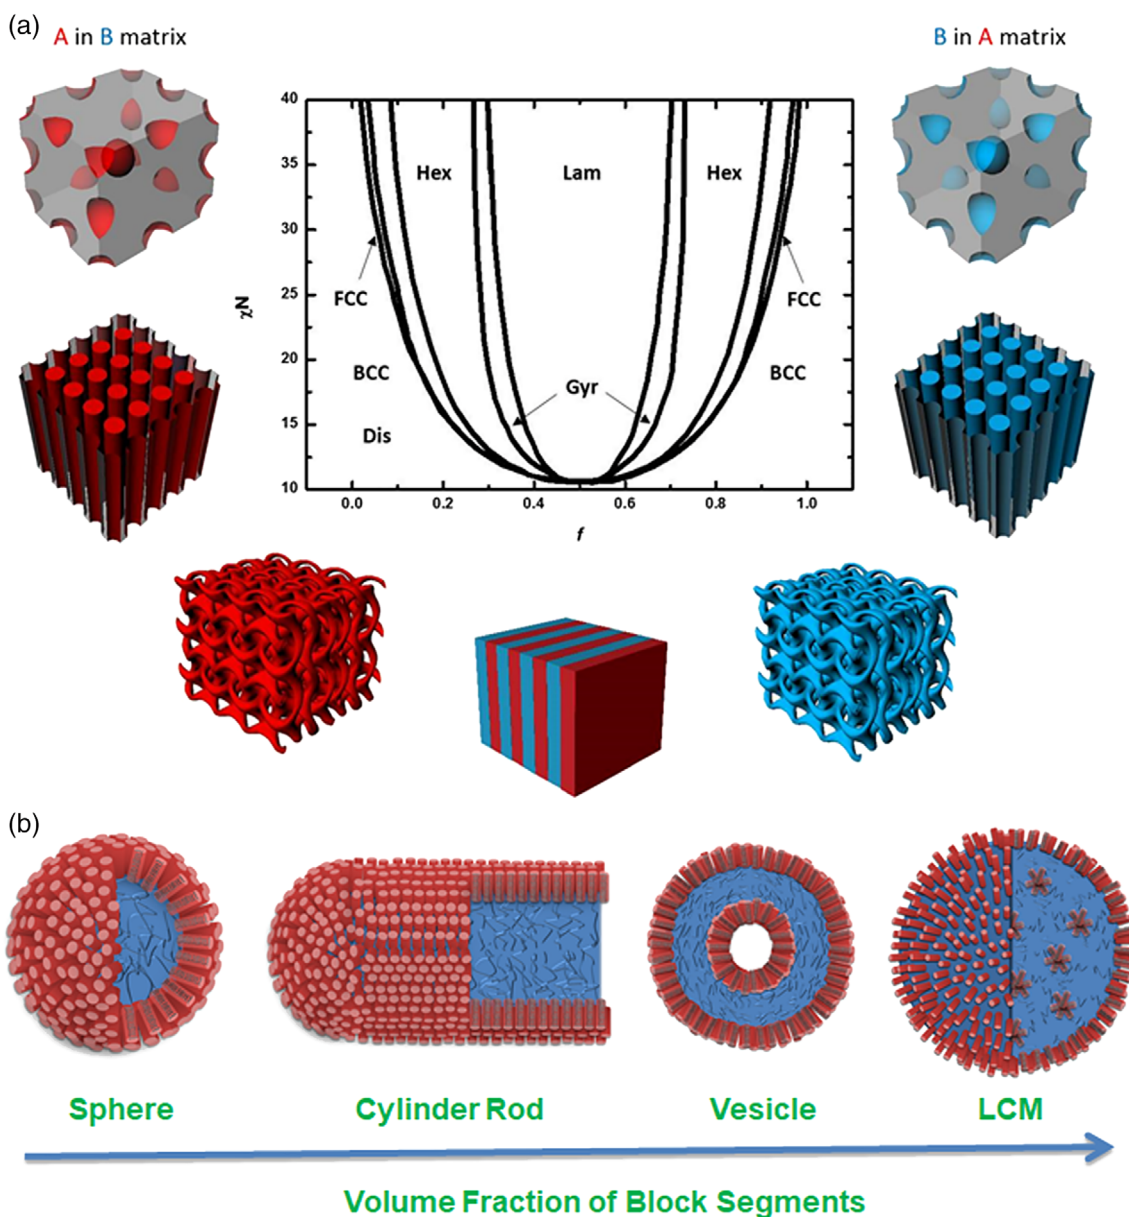 (a)
A in B matrix
B in A matrix
40
35
30
25
20
15
10
χN
Hex
Lam
Hex
FCC
FCC
BCC
BCC
Gyr
Dis
0.0 0.2 0.4 0.6 0.8 1.0
f
(b)
Sphere
Cylinder Rod
Vesicle
LCM
Volume Fraction of Block Segments